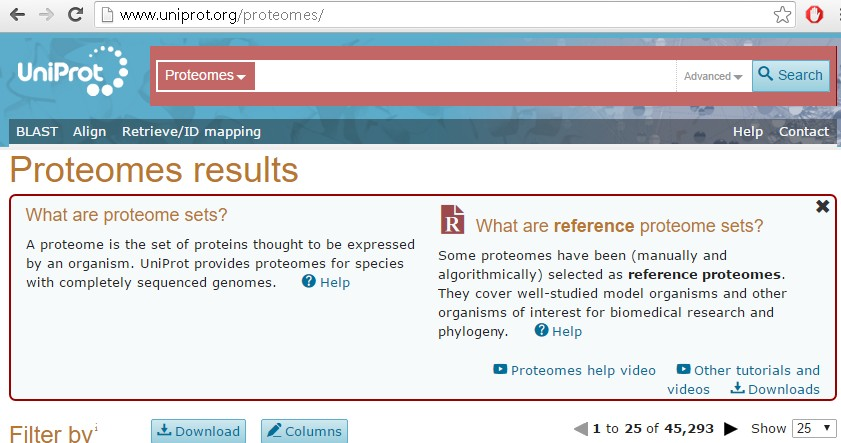 www.uniprot.org/proteomes/
UniProt
Proteomes
Advanced
Search
BLAST Align Retrieve/ID mapping
Help Contact
Proteomes results
What are proteome sets?
A proteome is the set of proteins thought to be expressed
by an organism. UniProt provides proteomes for species
with completely sequenced genomes. Help
R What are reference proteome sets?
Some proteomes have been (manually and
algorithmically) selected as reference proteomes.
They cover well-studied model organisms and other
organisms of interest for biomedical research and
phylogeny. Help
Proteomes help video Other tutorials and
videos Downloads
Filter by i
Download
Columns
1 to 25 of 45,293 Show 25